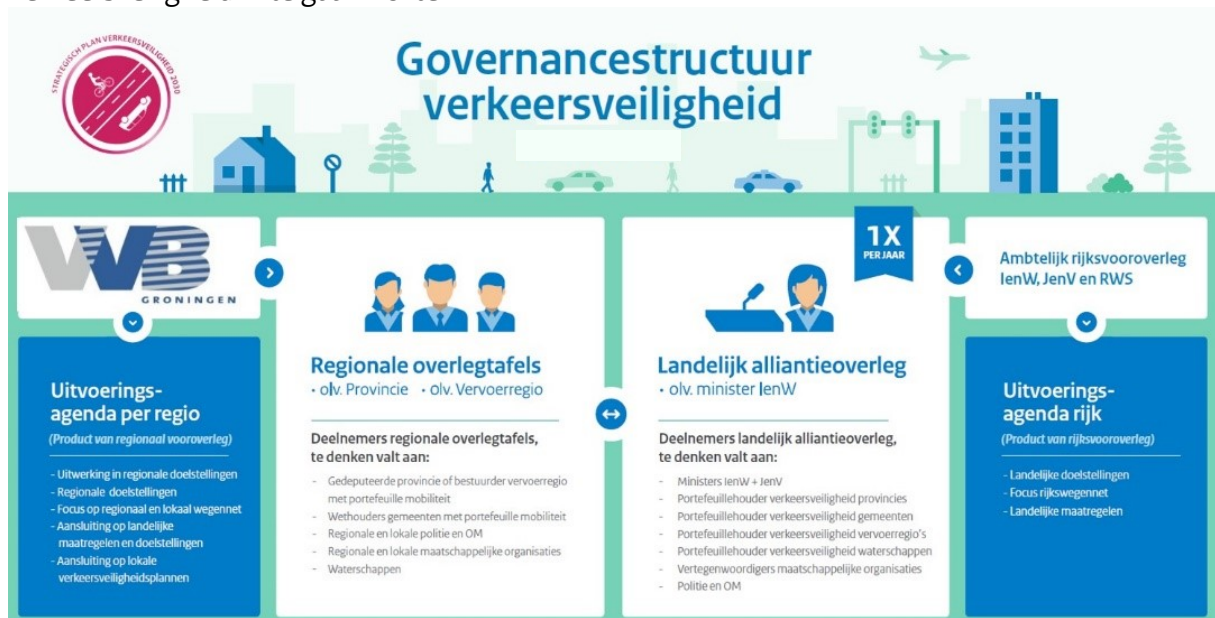 STRATEGISCH PLAN VERKEERSVEILIGHEID 2030
Governancestructuur
verkeersveiligheid
VVB
GRONINGEN
Uitvoerings-
agenda per regio
(Product van regionaal vooroverleg)
- Uitwerking in regionale doelstellingen
- Regionale doelstellingen
- Focus op regionaal en lokaal wegennet
- Aansluiting op landelijke
maatregelen en doelstellingen
- Aansluiting op lokale
verkeersveiligheidsplannen
Regionale overlegtafels
• olv. Provincie • olv. Vervoerregio
Deelnemers regionale overlegtafels,
te denken valt aan:
- Gedeputeerde provincie of bestuurder vervoerregio
met portefeuille mobiliteit
- Wethouders gemeenten met portefeuille mobiliteit
- Regionale en lokale politie en OM
- Regionale en lokale maatschappelijke organisaties
- Waterschappen
1X
PER JAAR
Landelijk alliantieoverleg
• olv. minister IenW
Deelnemers landelijk alliantieoverleg,
te denken valt aan:
- Ministers IenW + JenV
- Portefeuillehouder verkeersveiligheid provincies
- Portefeuillehouder verkeersveiligheid gemeenten
- Portefeuillehouder verkeersveiligheid vervoerregio's
- Portefeuillehouder verkeersveiligheid waterschappen
- Vertegenwoordigers maatschappelijke organisaties
- Politie en OM
Ambtelijk rijksvooroverleg
IenW, JenV en RWS
Uitvoerings-
agenda rijk
(Product van rijksvooroverleg)
- Landelijke doelstellingen
- Focus rijkswegennet
- Landelijke maatregelen